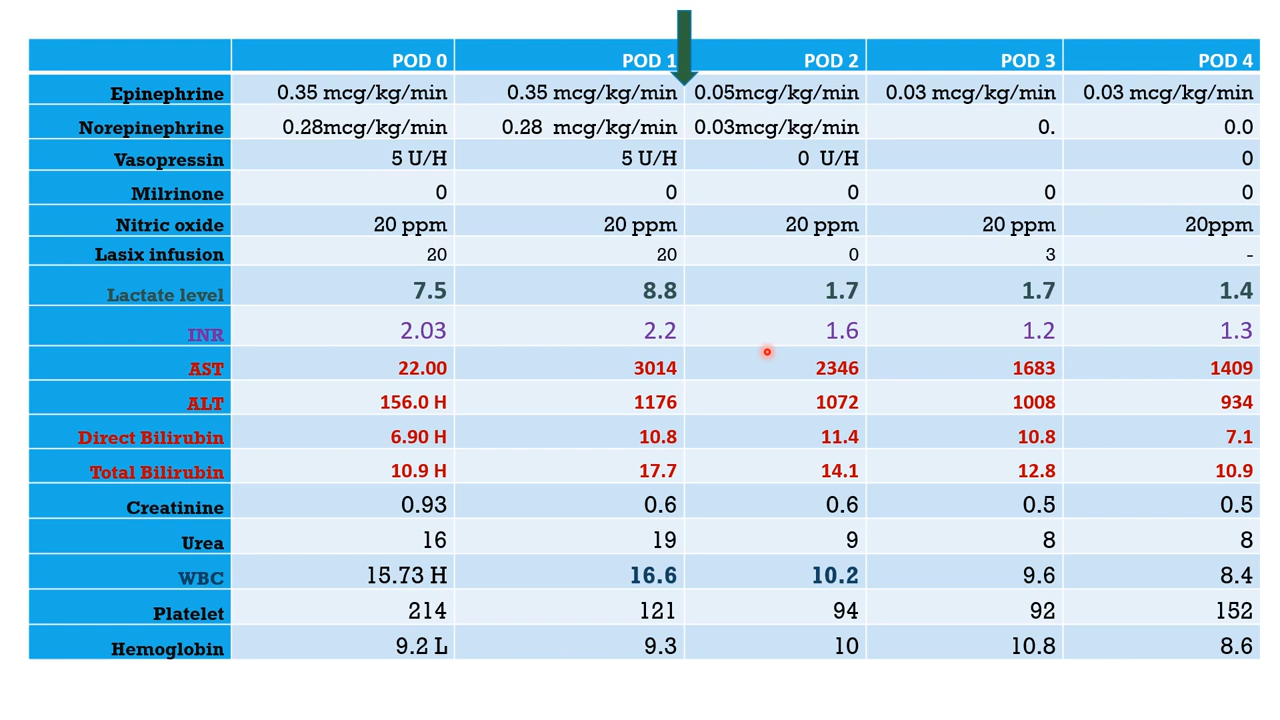 POD 0 POD 1 POD 2 POD 3 POD 4
Epinephrine 0.35 mcg/kg/min 0.35 mcg/kg/min 0.05mcg/kg/min 0.03 mcg/kg/min 0.03 mcg/kg/min
Norepinephrine 0.28mcg/kg/min 0.28 mcg/kg/min 0.03mcg/kg/min 0. 0.0
Vasopressin 5 U/H 5 U/H 0 U/H 0
Milrinone 0 0 0 0 0
Nitric oxide 20 ppm 20 ppm 20 ppm 20 ppm 20ppm
Lasix infusion 20 20 0 3 -
Lactate level 7.5 8.8 1.7 1.7 1.4
INR 2.03 2.2 1.6 1.2 1.3
AST 22.00 3014 2346 1683 1409
ALT 156.0 H 1176 1072 1008 934
Direct Bilirubin 6.90 H 10.8 11.4 10.8 7.1
Total Bilirubin 10.9 H 17.7 14.1 12.8 10.9
Creatinine 0.93 0.6 0.6 0.5 0.5
Urea 16 19 9 8 8
WBC 15.73 H 16.6 10.2 9.6 8.4
Platelet 214 121 94 92 152
Hemoglobin 9.2 L 9.3 10 10.8 8.6